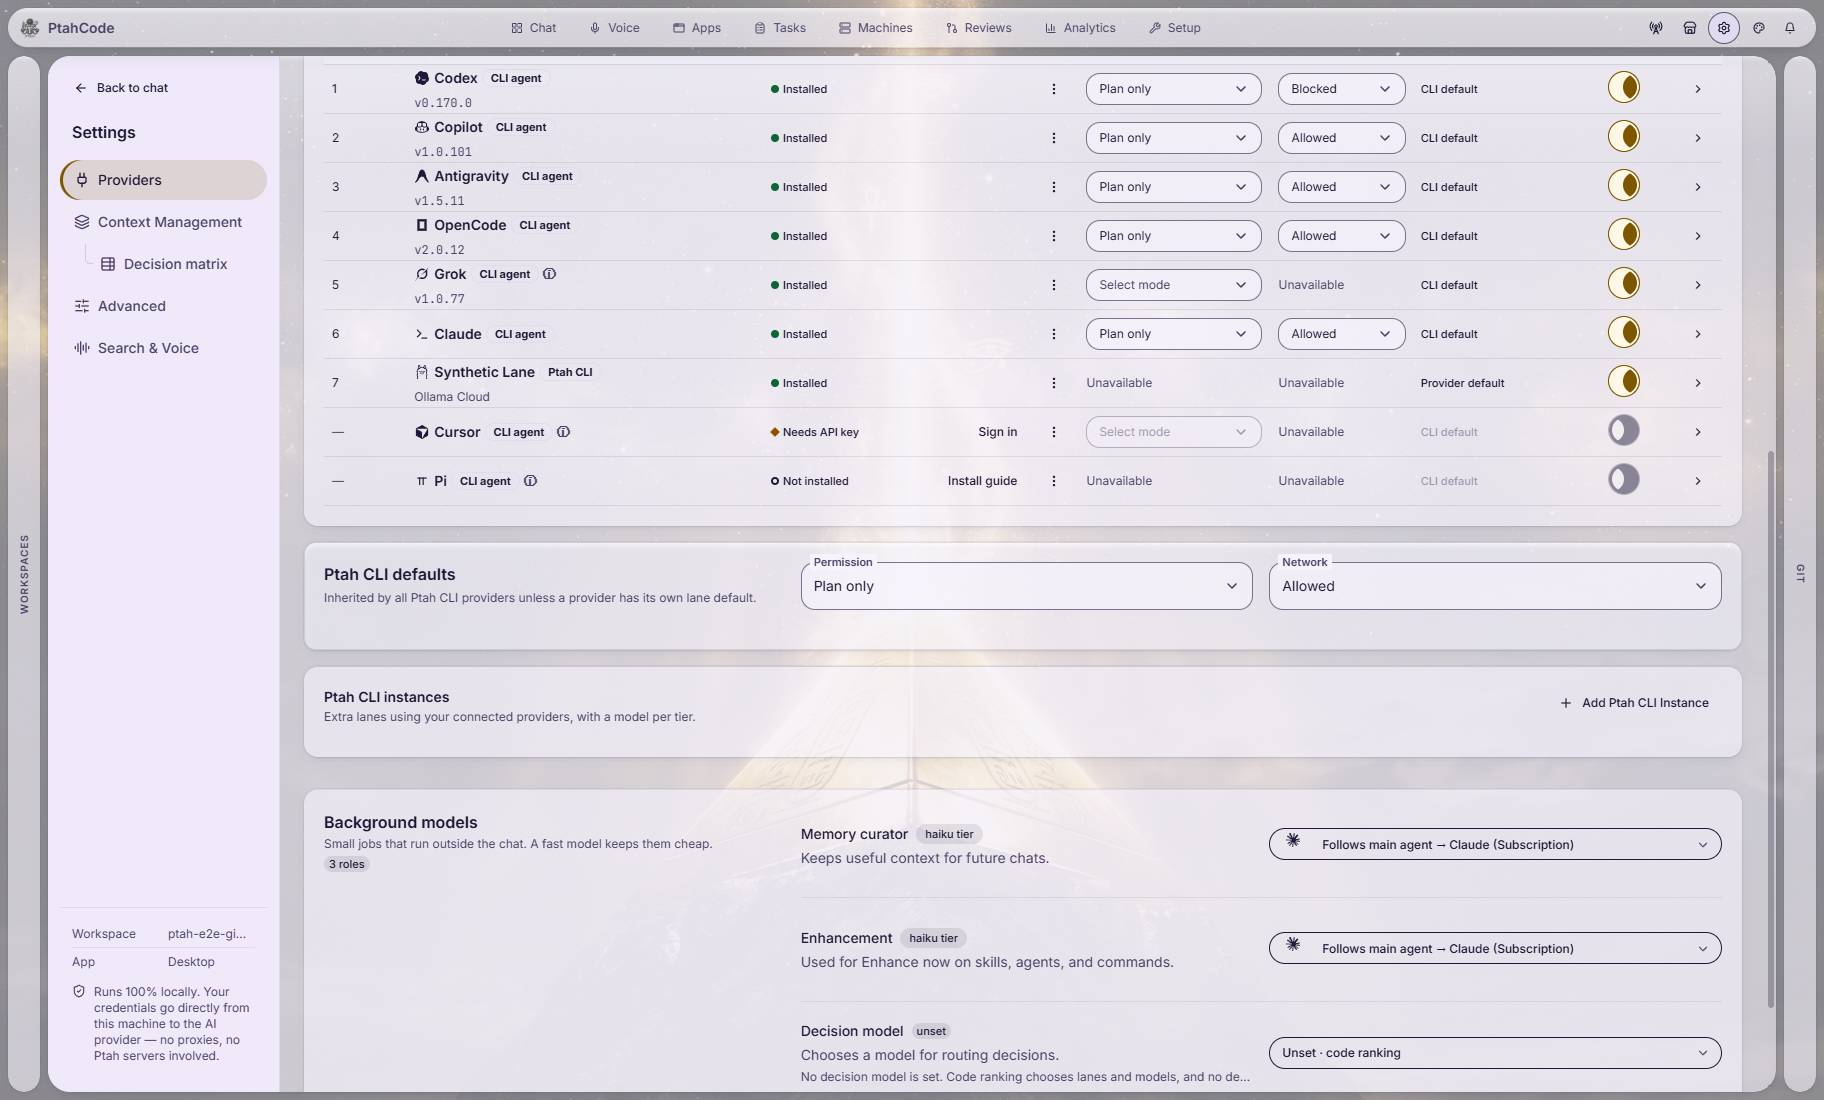 PtahCode
Chat
Voice
Apps
Tasks
Machines
Reviews
Analytics
Setup
WORKSPACES
Back to chat
Settings
Providers
Context Management
Decision matrix
Advanced
Search & Voice
Workspace ptah-e2e-gi...
App Desktop
Runs 100% locally. Your
credentials go directly from
this machine to the AI
provider — no proxies, no
Ptah servers involved.
1 Codex CLI agent Installed Plan only Blocked CLI default
v0.170.0
2 Copilot CLI agent Installed Plan only Allowed CLI default
v1.0.101
3 Antigravity CLI agent Installed Plan only Allowed CLI default
v1.5.11
4 OpenCode CLI agent Installed Plan only Allowed CLI default
v2.0.12
5 Grok CLI agent Installed Select mode Unavailable CLI default
v1.0.77
6 Claude CLI agent Installed Plan only Allowed CLI default
7 Synthetic Lane Ptah CLI Installed Unavailable Unavailable Provider default
Ollama Cloud
— Cursor CLI agent Needs API key Sign in Select mode Unavailable CLI default
— Pi CLI agent Not installed Install guide Unavailable Unavailable CLI default
Ptah CLI defaults
Inherited by all Ptah CLI providers unless a provider has its own lane default.
Permission
Plan only
Network
Allowed
Ptah CLI instances
Extra lanes using your connected providers, with a model per tier.
Add Ptah CLI Instance
Background models
Small jobs that run outside the chat. A fast model keeps them cheap.
3 roles
Memory curator haiku tier
Keeps useful context for future chats.
Follows main agent → Claude (Subscription)
Enhancement haiku tier
Used for Enhance now on skills, agents, and commands.
Follows main agent → Claude (Subscription)
Decision model unset
Chooses a model for routing decisions.
No decision model is set. Code ranking chooses lanes and models, and no de...
Unset · code ranking
GIT